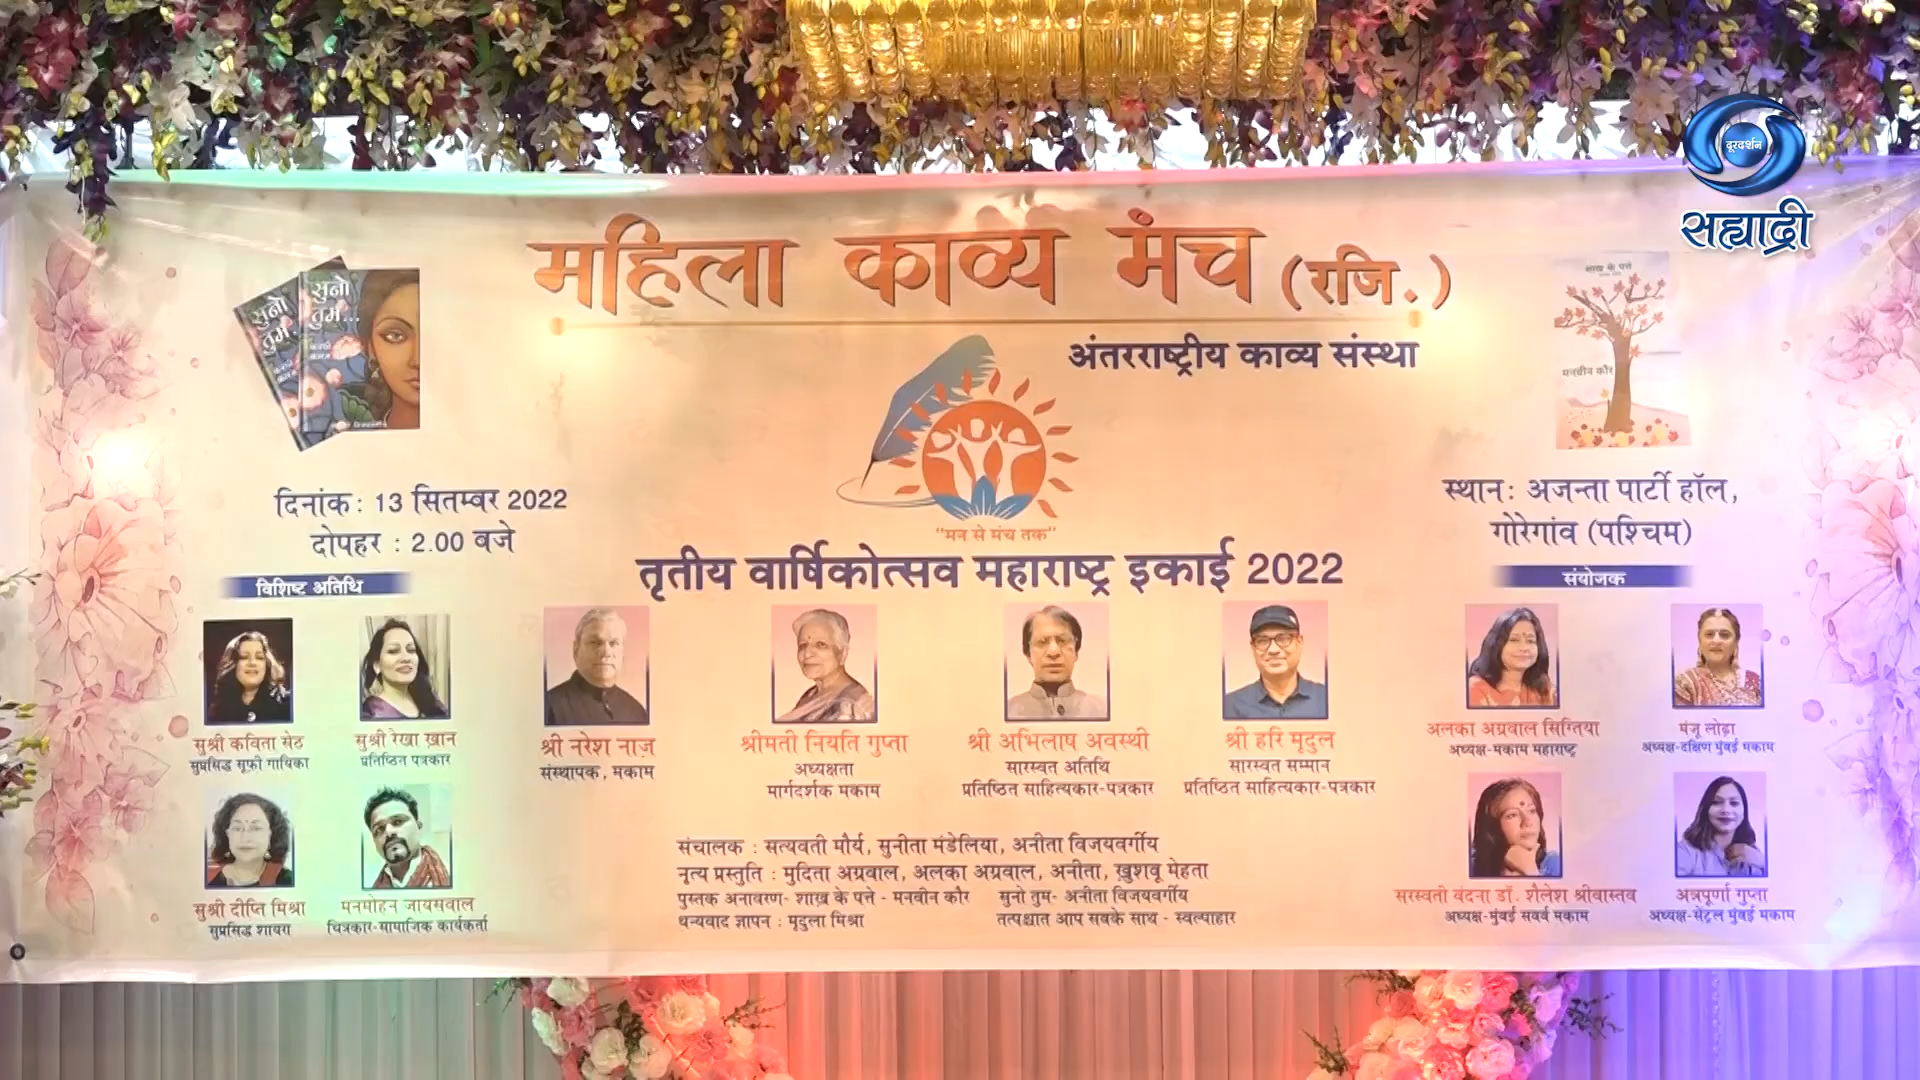 दूरदर्शन
सह्याद्री
महिला काव्य मंच (रजि.)
अंतरराष्ट्रीय काव्य संस्था
सुनो तुम...
सुनो तुम...
शाख के पत्ते
मनवीन कौर
"मन से मंच तक"
दिनांक: 13 सितम्बर 2022
दोपहर : 2.00 बजे
स्थान: अजन्ता पार्टी हॉल,
गोरेगांव (पश्चिम)
तृतीय वार्षिकोत्सव महाराष्ट्र इकाई 2022
विशिष्ट अतिथि
सुश्री कविता सेठ
सुप्रसिद्ध सूफी गायिका
सुश्री रेखा ख़ान
प्रतिष्ठित पत्रकार
सुश्री दीप्ति मिश्रा
सुप्रसिद्ध शायरा
मनमोहन जायसवाल
चित्रकार-सामाजिक कार्यकर्ता
श्री नरेश नाज़
संस्थापक, मकाम
श्रीमती नियति गुप्ता
अध्यक्षता
मार्गदर्शक मकाम
श्री अभिलाष अवस्थी
सारस्वत अतिथि
प्रतिष्ठित साहित्यकार-पत्रकार
श्री हरि मृदुल
सारस्वत सम्मान
प्रतिष्ठित साहित्यकार-पत्रकार
संयोजक
अलका अग्रवाल सिग्तिया
अध्यक्ष-मकाम महाराष्ट्र
मंजू लोढ़ा
अध्यक्ष-दक्षिण मुंबई मकाम
सरस्वती वंदना डॉ. शैलेश श्रीवास्तव
अध्यक्ष-मुंबई सबर्ब मकाम
अन्नपूर्णा गुप्ता
अध्यक्ष-सेंट्रल मुंबई मकाम
संचालक : सत्यवती मौर्य, सुनीता मंडेलिया, अनीता विजयवर्गीय
नृत्य प्रस्तुति : मुदिता अग्रवाल, अलका अग्रवाल, अनीता, ख़ुशबू मेहता
पुस्तक अनावरण- शाख़ के पत्ते - मनवीन कौर सुनो तुम- अनीता विजयवर्गीय
धन्यवाद ज्ञापन : मृदुला मिश्रा तत्पश्चात आप सबके साथ - स्वल्पाहार